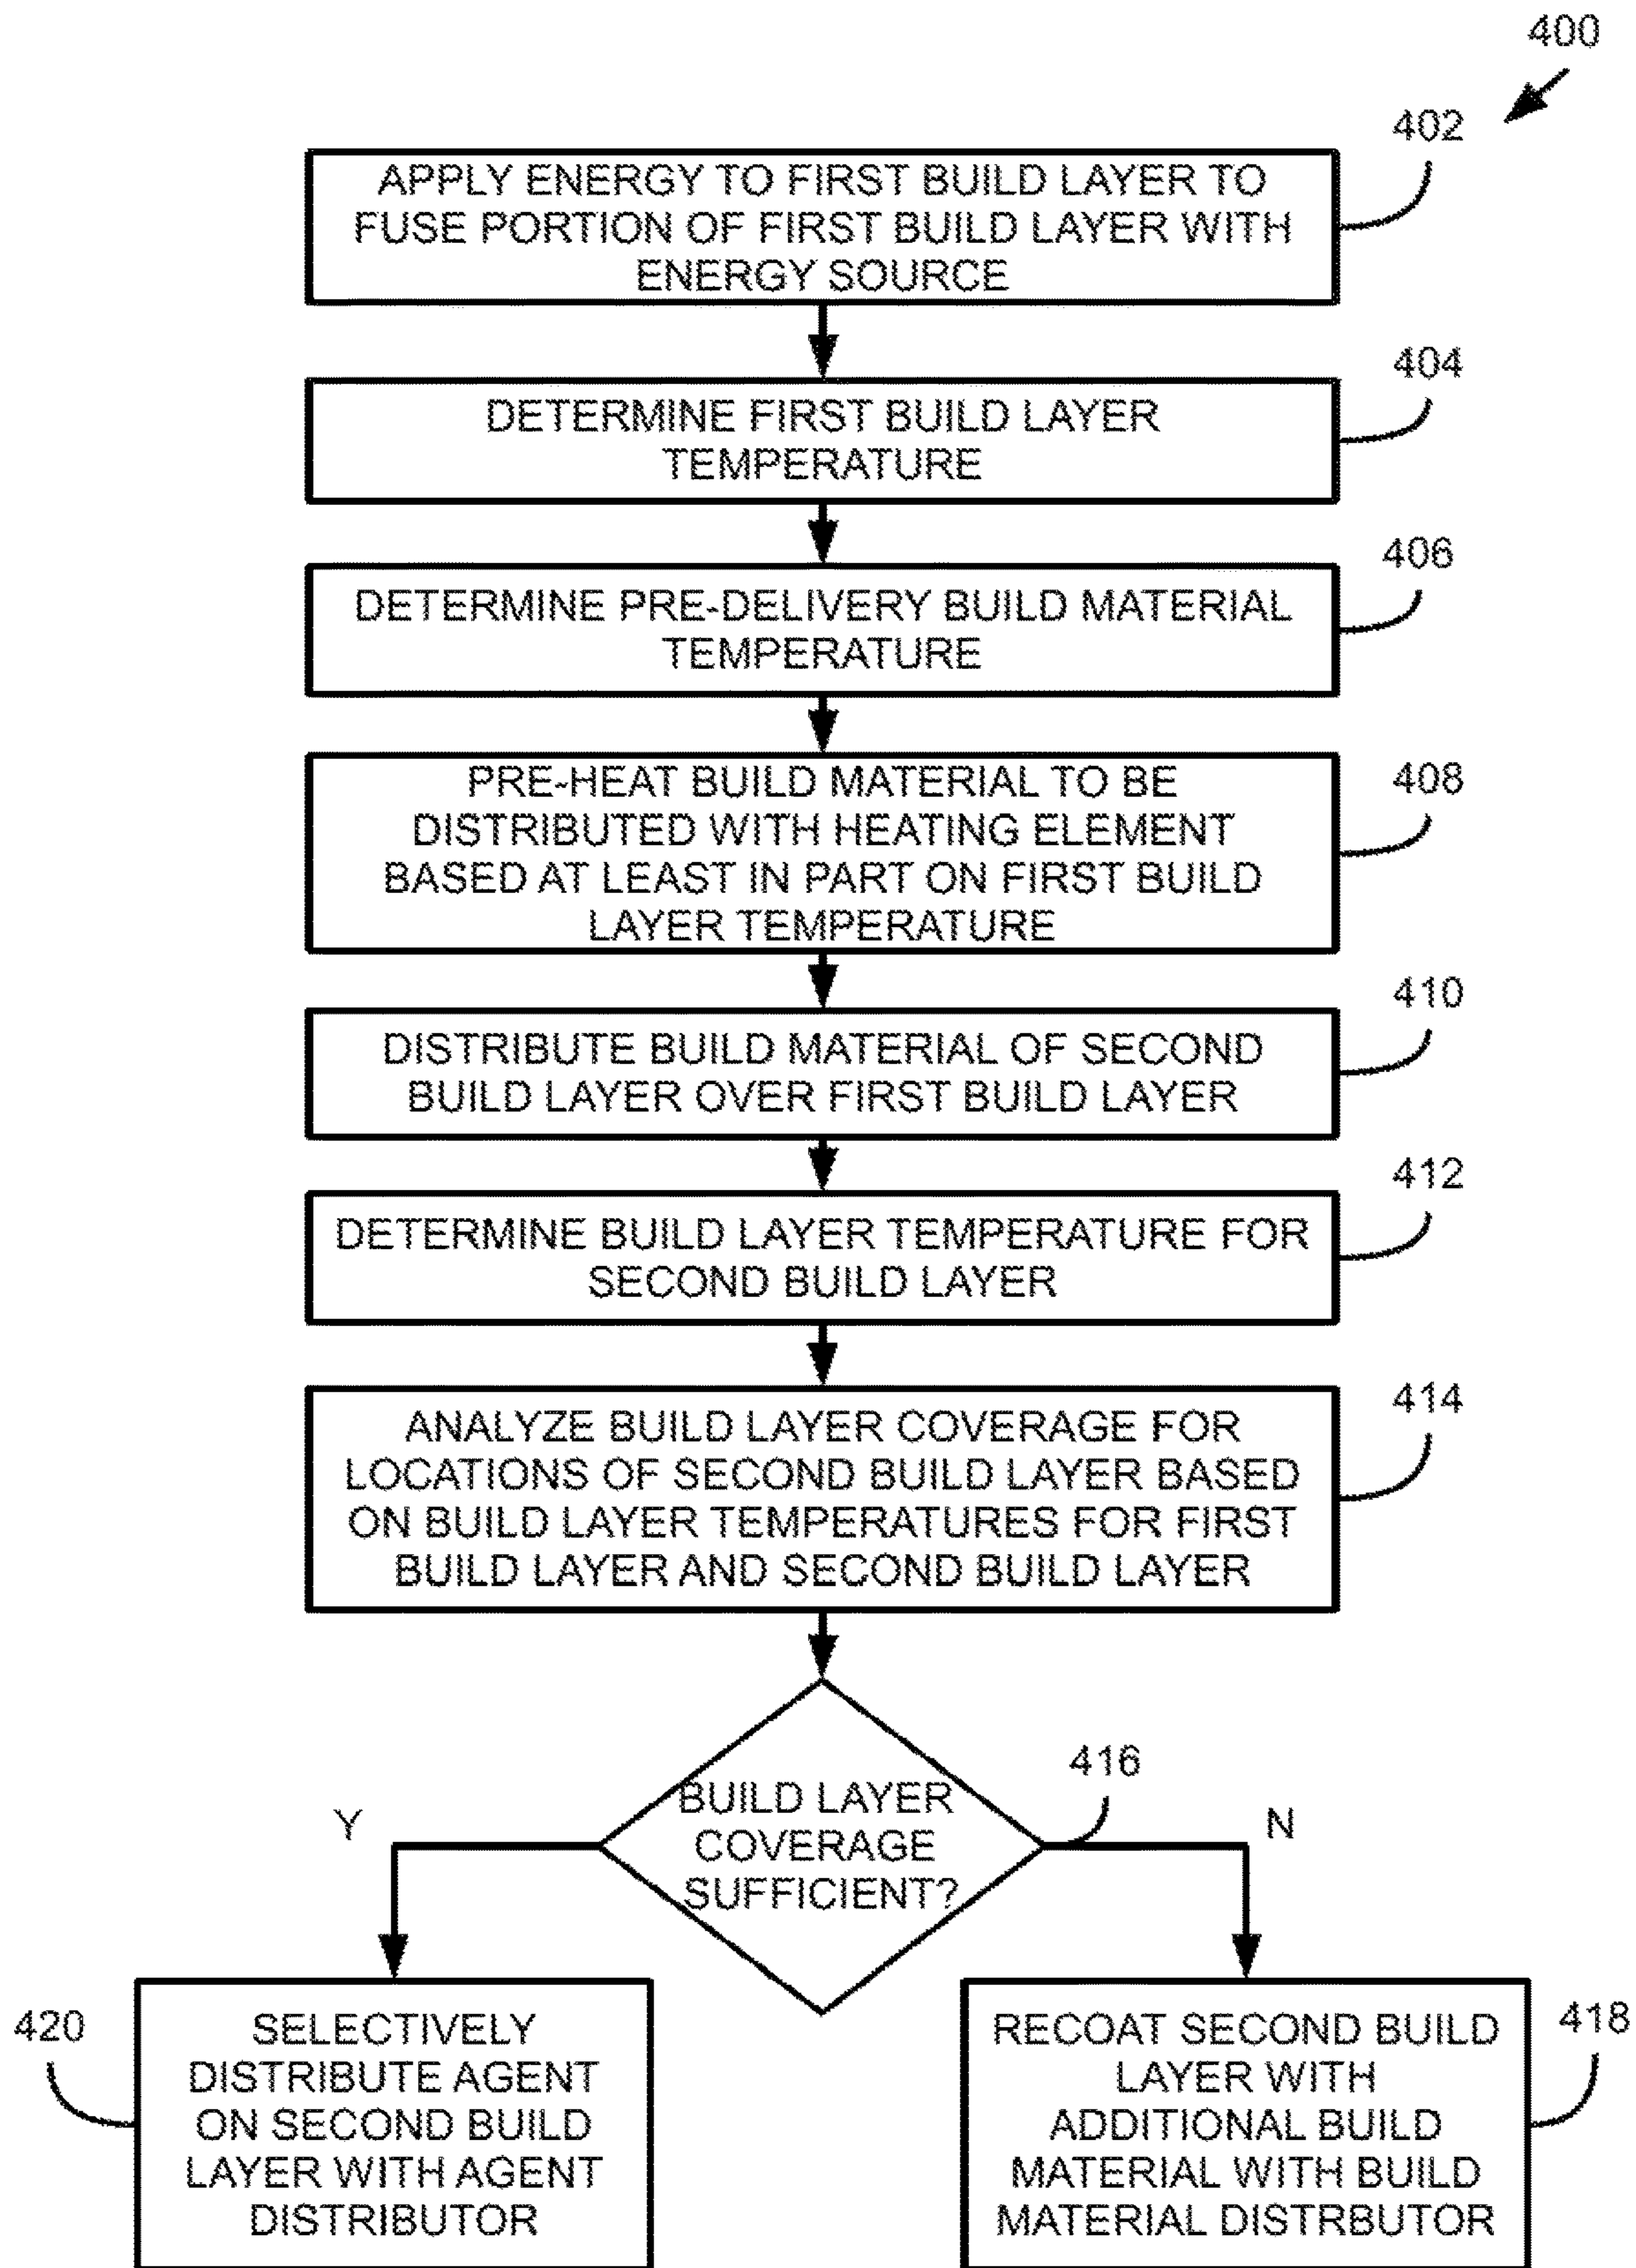 400
402
APPLY ENERGY TO FIRST BUILD LAYER TO
FUSE PORTION OF FIRST BUILD LAYER WITH
ENERGY SOURCE
404
DETERMINE FIRST BUILD LAYER
TEMPERATURE
406
DETERMINE PRE-DELIVERY BUILD MATERIAL
TEMPERATURE
408
PRE-HEAT BUILD MATERIAL TO BE
DISTRIBUTED WITH HEATING ELEMENT
BASED AT LEAST IN PART ON FIRST BUILD
LAYER TEMPERATURE
410
DISTRIBUTE BUILD MATERIAL OF SECOND
BUILD LAYER OVER FIRST BUILD LAYER
412
DETERMINE BUILD LAYER TEMPERATURE FOR
SECOND BUILD LAYER
414
ANALYZE BUILD LAYER COVERAGE FOR
LOCATIONS OF SECOND BUILD LAYER BASED
ON BUILD LAYER TEMPERATURES FOR FIRST
BUILD LAYER AND SECOND BUILD LAYER
416
BUILD LAYER
COVERAGE
SUFFICIENT?
Y
N
420
SELECTIVELY
DISTRIBUTE AGENT
ON SECOND BUILD
LAYER WITH AGENT
DISTRIBUTOR
418
RECOAT SECOND BUILD
LAYER WITH
ADDITIONAL BUILD
MATERIAL WITH BUILD
MATERIAL DISTRBUTOR